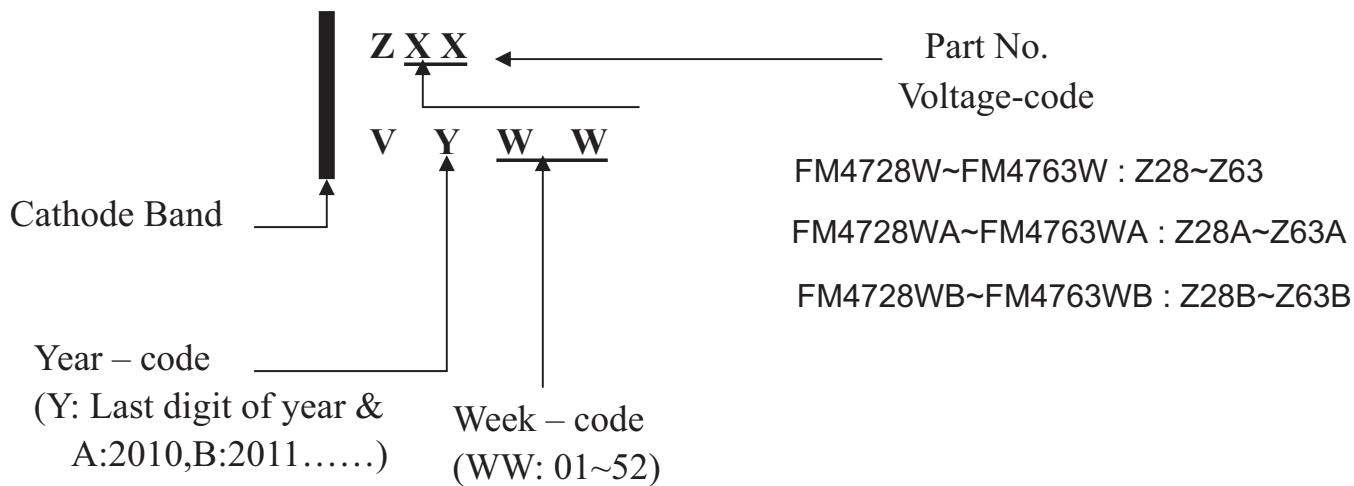 Z X X
Part No.
Voltage-code
V Y W W
FM4728W~FM4763W : Z28~Z63
Cathode Band
FM4728WA~FM4763WA : Z28A~Z63A
FM4728WB~FM4763WB : Z28B~Z63B
Year – code
(Y: Last digit of year &
A:2010,B:2011……)
Week – code
(WW: 01~52)